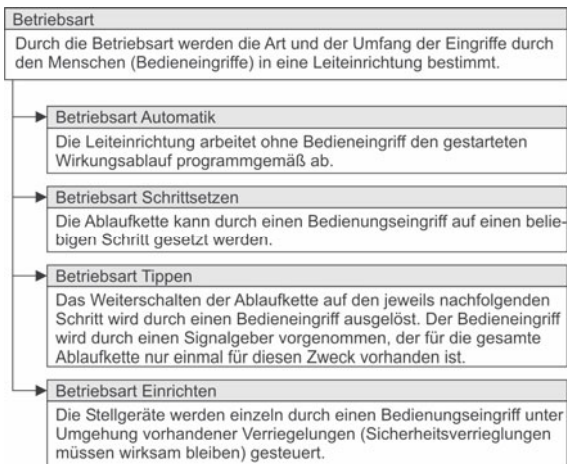 Betriebsart
Durch die Betriebsart werden die Art und der Umfang der Eingriffe durch
den Menschen (Bedieneingriffe) in eine Leiteinrichtung bestimmt.
Betriebsart Automatik
Die Leiteinrichtung arbeitet ohne Bedieneingriff den gestarteten
Wirkungsablauf programmgemäß ab.
Betriebsart Schrittsetzen
Die Ablaufkette kann durch einen Bedienungseingriff auf einen belie-
bigen Schritt gesetzt werden.
Betriebsart Tippen
Das Weiterschalten der Ablaufkette auf den jeweils nachfolgenden
Schritt wird durch einen Bedieneingriff ausgelöst. Der Bedieneingriff
wird durch einen Signalgeber vorgenommen, der für die gesamte
Ablaufkette nur einmal für diesen Zweck vorhanden ist.
Betriebsart Einrichten
Die Stellgeräte werden einzeln durch einen Bedienungseingriff unter
Umgehung vorhandener Verriegelungen (Sicherheitsverrieglungen
müssen wirksam bleiben) gesteuert.